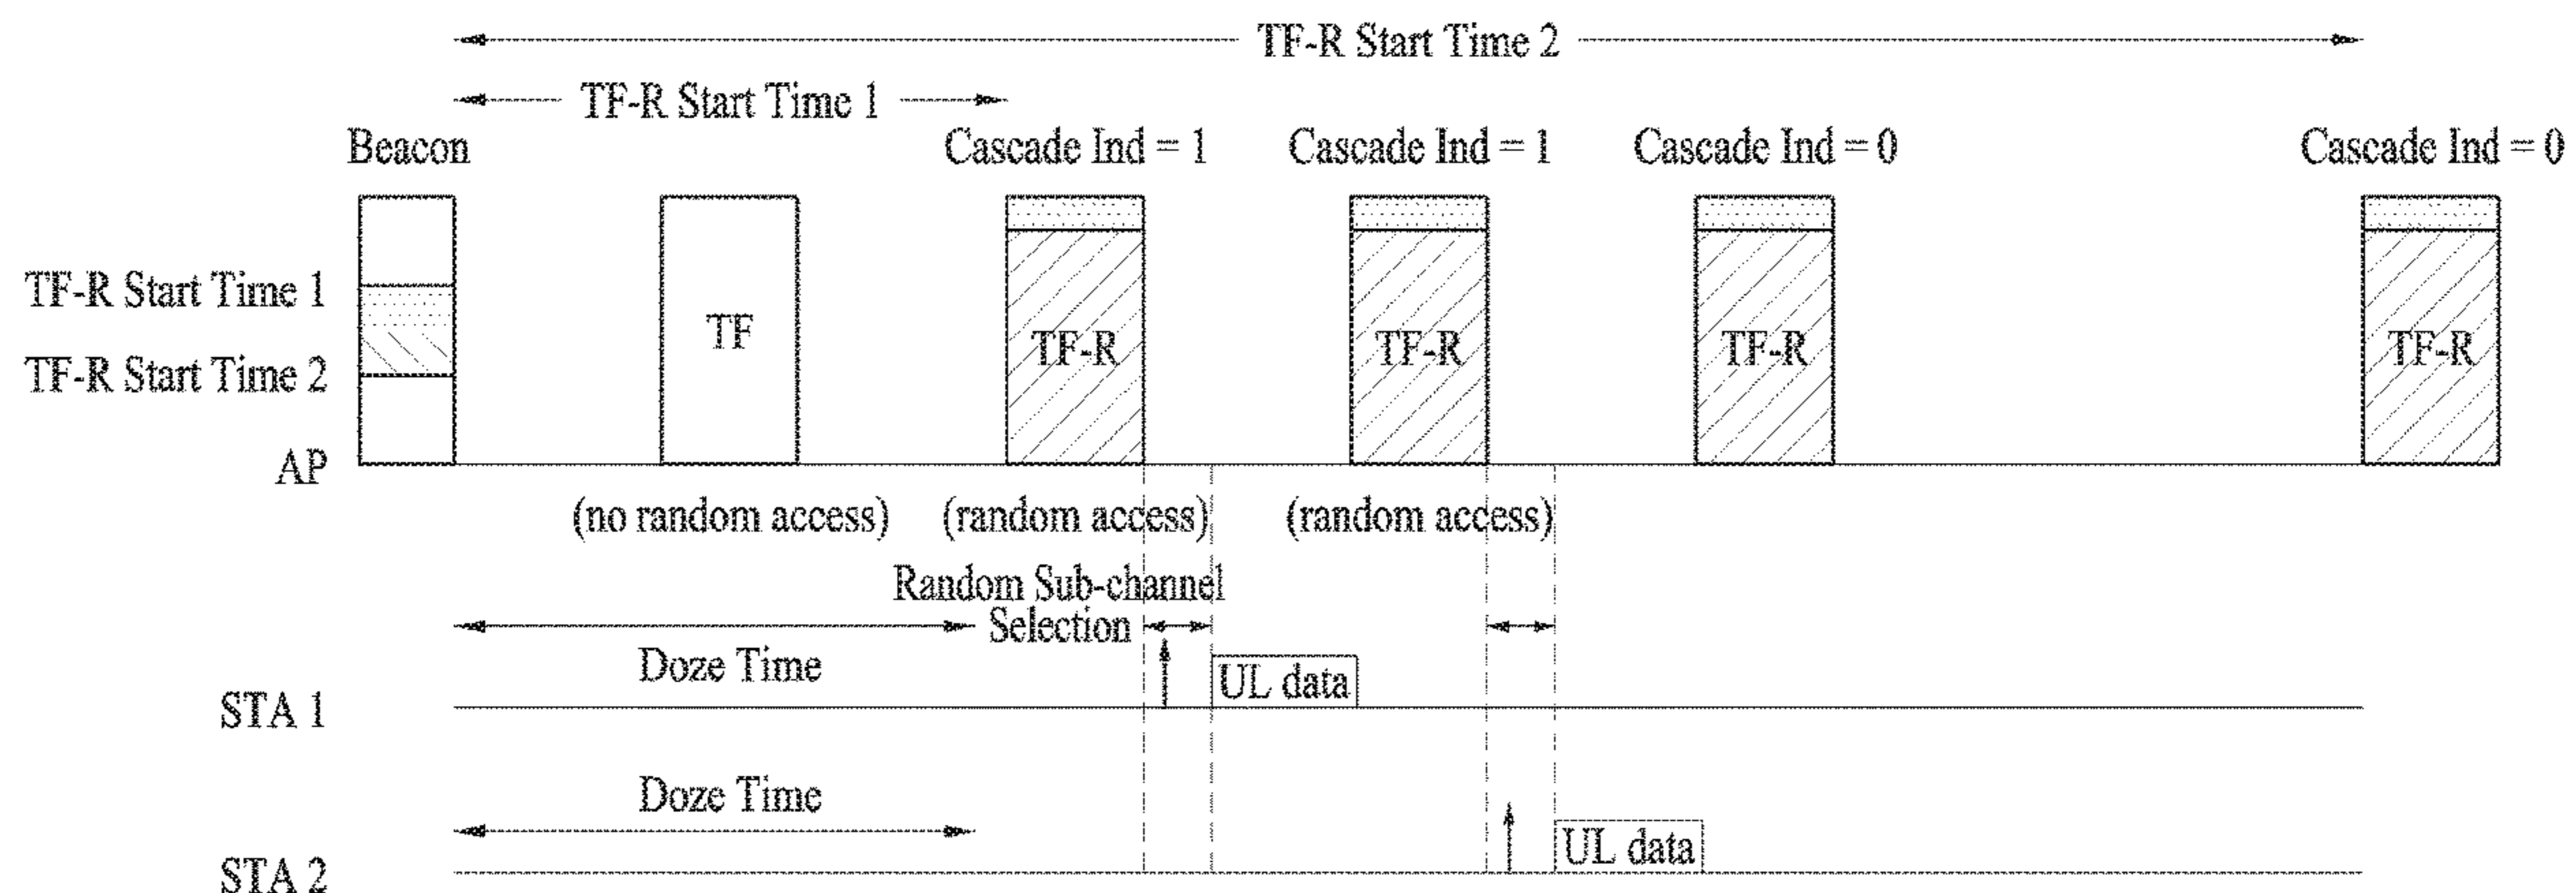 TF-R Start Time 2
TF-R Start Time 1
Beacon
Cascade Ind = 1
Cascade Ind = 1
Cascade Ind = 0
Cascade Ind = 0
TF-R Start Time 1
TF-R Start Time 2
TF
TF-R
TF-R
TF-R
TF-R
AP
(no random access)
(random access)
(random access)
Random Sub-channel
Selection
Doze Time
UL data
STA 1
Doze Time
UL data
STA 2